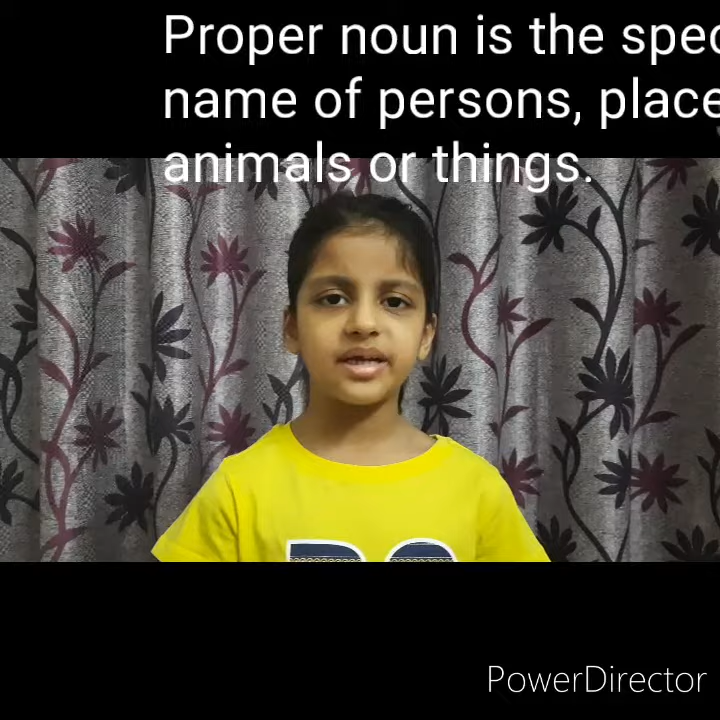 Proper noun is the spec
name of persons, place
animals or things.
PowerDirector